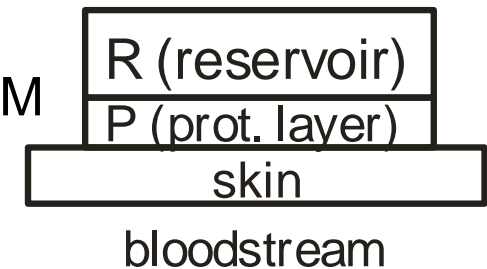 R (reservoir)
M
P (prot. layer)
skin
bloodstream